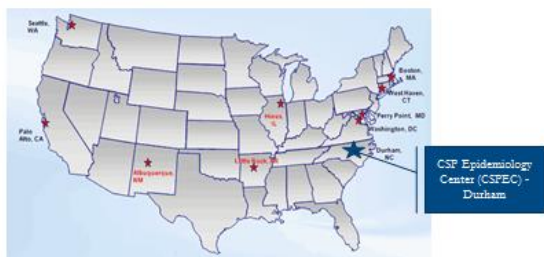 Seattle,
WA
Boston,
MA
West Haven,
CT
Hines,
IL
Perry Point, MD
Washington, DC
Palo
Alto, CA
Durham,
NC
Little Rock, AR
Albuquerque,
NM
CSP Epidemiology
Center (CSPEC) -
Durham